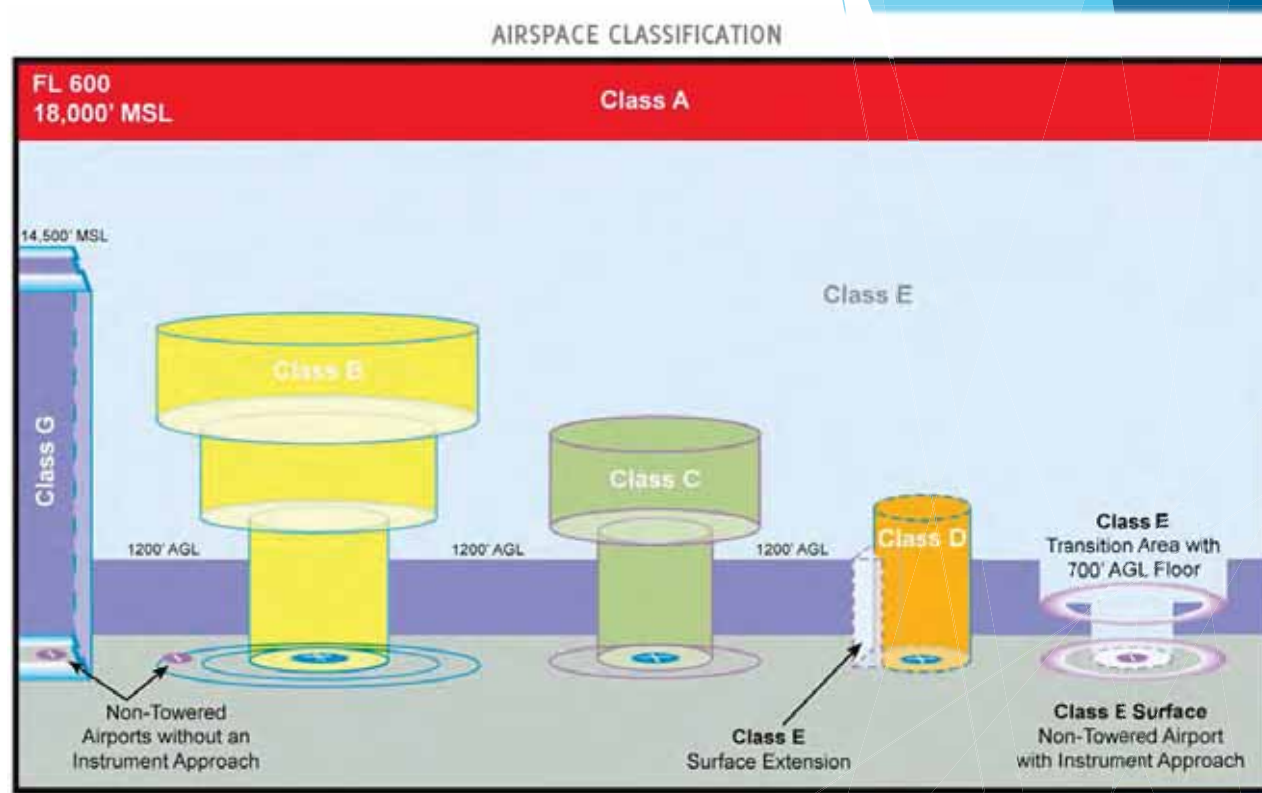 AIRSPACE CLASSIFICATION
FL 600
18,000' MSL
Class A
14,500' MSL
Class E
Class B
Class G
Class C
1200' AGL
1200' AGL
1200' AGL
Class D
Class E
Transition Area with
700' AGL Floor
Non-Towered
Airports without an
Instrument Approach
Class E
Surface Extension
Class E Surface
Non-Towered Airport
with Instrument Approach